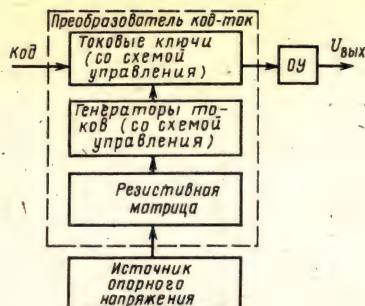 Преобразователь код-ток
Код
Токовые ключи
(со схемой
управления)
ОУ
Uвых
Генераторы то-
ков (со схемой
управления)
Резистивная
матрица
Источник
опорного
напряжения